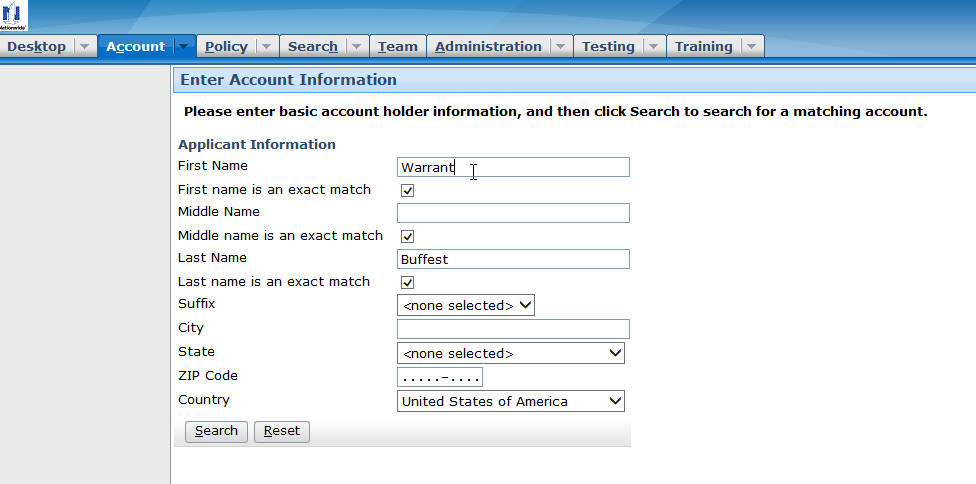 Nationwide®
Desktop Account Policy Search Team Administration Testing Training
Enter Account Information
Please enter basic account holder information, and then click Search to search for a matching account.
Applicant Information
First Name Warrant
First name is an exact match
Middle Name
Middle name is an exact match
Last Name Buffest
Last name is an exact match
Suffix <none selected>
City
State <none selected>
ZIP Code .....-....
Country United States of America
Search Reset